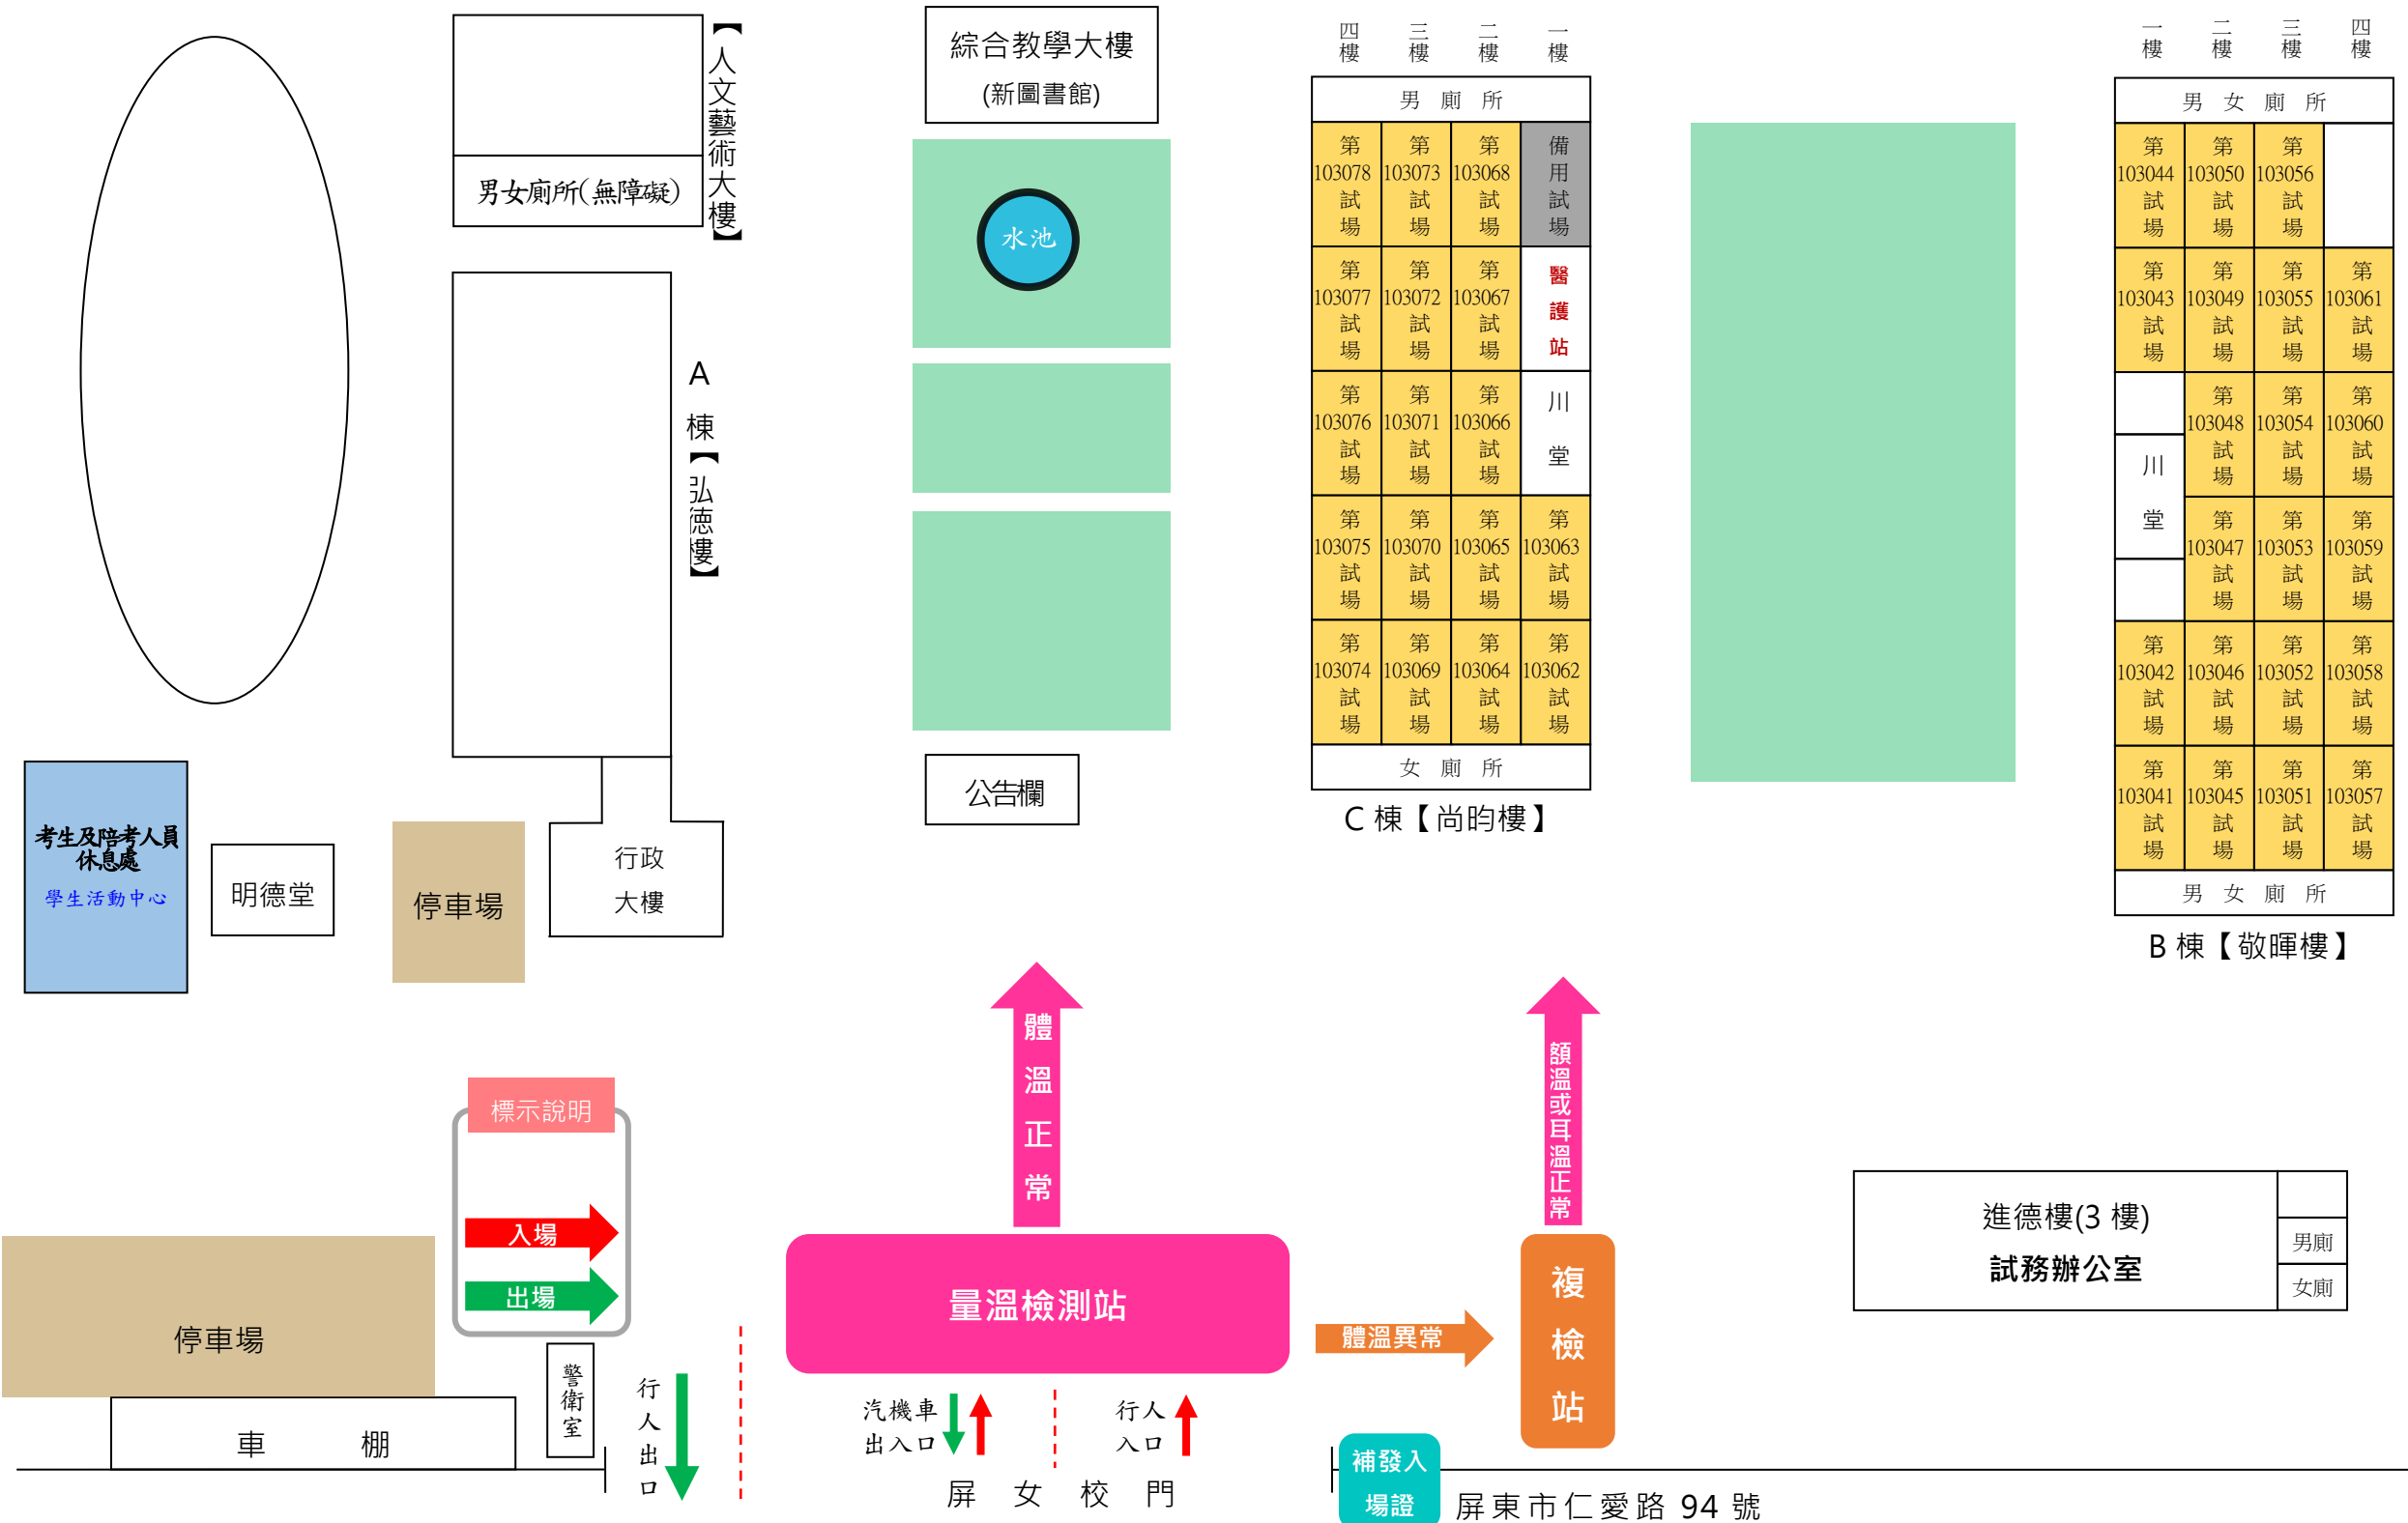 【人文藝術大樓】
男女廁所(無障礙)
A 棟【弘德樓】
綜合教學大樓
(新圖書館)
水池
公告欄
四樓 三樓 二樓 一樓
男 廁 所
第103078試場 第103073試場 第103068試場 備用試場
第103077試場 第103072試場 第103067試場 醫護站
第103076試場 第103071試場 第103066試場 川堂
第103075試場 第103070試場 第103065試場 第103063試場
第103074試場 第103069試場 第103064試場 第103062試場
女 廁 所
C 棟【尚昀樓】
一樓 二樓 三樓 四樓
男 女 廁 所
第103044試場 第103050試場 第103056試場
第103043試場 第103049試場 第103055試場 第103061試場
第103048試場 第103054試場 第103060試場
川堂
第103047試場 第103053試場 第103059試場
第103042試場 第103046試場 第103052試場 第103058試場
第103041試場 第103045試場 第103051試場 第103057試場
男 女 廁 所
B 棟【敬暉樓】
考生及陪考人員
休息處
學生活動中心
明德堂
停車場
行政
大樓
體溫正常
額溫或耳溫正常
標示說明
入場
出場
停車場
車 棚
警衛室
行人出口
量溫檢測站
體溫異常
複檢站
進德樓(3 樓)
試務辦公室
男廁
女廁
汽機車
出入口
行人
入口
屏 女 校 門
補發入
場證
屏東市仁愛路 94 號